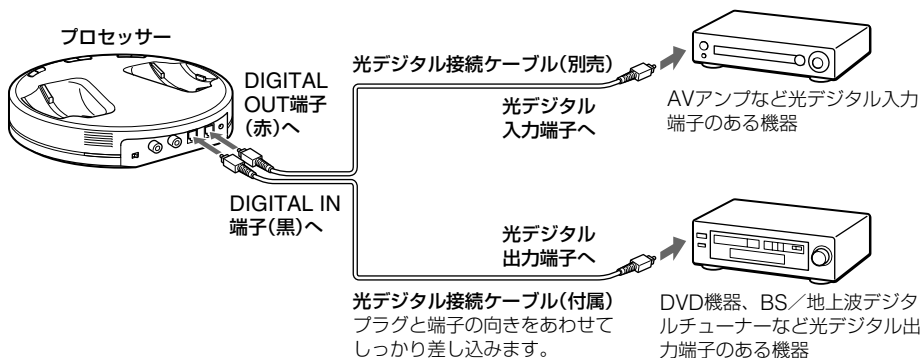 プロセッサー
DIGITAL
OUT端子
(赤)へ
光デジタル接続ケーブル(別売)
光デジタル
入力端子へ
AVアンプなど光デジタル入力
端子のある機器
DIGITAL IN
端子(黒)へ
光デジタル
出力端子へ
光デジタル接続ケーブル(付属)
プラグと端子の向きをあわせて
しっかり差し込みます。
DVD機器、BS/地上波デジタ
ルチューナーなど光デジタル出
力端子のある機器